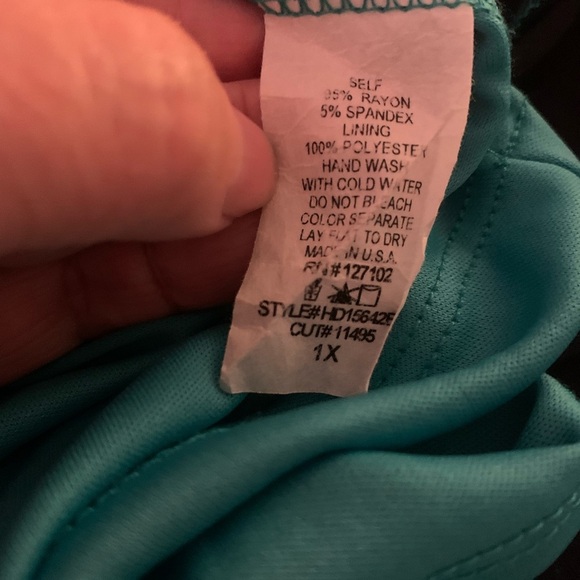 SELF
95% RAYON
5% SPANDEX
LINING
100% POLYESTER
HAND WASH
WITH COLD WATER
DO NOT BLEACH
COLOR SEPARATE
LAY FLAT TO DRY
MADE IN U.S.A.
RN#127102
STYLE#HD15642E
CUT#11495
1X